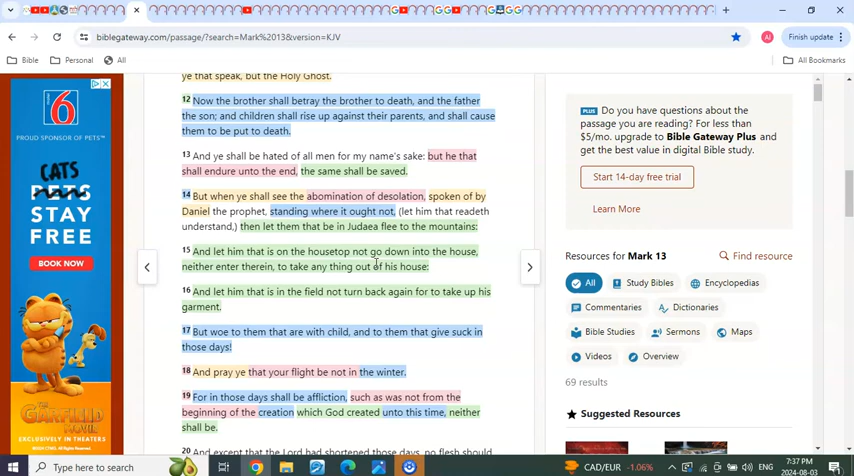 biblegateway.com/passage/?search=Mark%2013&version=KJV
Finish update
Bible
Personal
All
All Bookmarks
6
PROUD SPONSOR OF PETS™
CATS
PETS
STAY
FREE
BOOK NOW
THE
GARFIELD
MOVIE
EXCLUSIVELY IN THEATERS
ye that speak, but the Holy Ghost.
12 Now the brother shall betray the brother to death, and the father
the son; and children shall rise up against their parents, and shall cause
them to be put to death.
13 And ye shall be hated of all men for my name's sake: but he that
shall endure unto the end, the same shall be saved.
14 But when ye shall see the abomination of desolation, spoken of by
Daniel the prophet, standing where it ought not, (let him that readeth
understand,) then let them that be in Judaea flee to the mountains:
15 And let him that is on the housetop not go down into the house,
neither enter therein, to take any thing out of his house:
16 And let him that is in the field not turn back again for to take up his
garment.
17 But woe to them that are with child, and to them that give suck in
those days!
18 And pray ye that your flight be not in the winter.
19 For in those days shall be affliction, such as was not from the
beginning of the creation which God created unto this time, neither
shall be.
20 And except that the Lord had shortened those days, no flesh should
PLUS Do you have questions about the
passage you are reading? For less than
$5/mo. upgrade to Bible Gateway Plus and
get the best value in digital Bible study.
Start 14-day free trial
Learn More
Resources for Mark 13
Find resource
All
Study Bibles
Encyclopedias
Commentaries
Dictionaries
Bible Studies
Sermons
Maps
Videos
Overview
69 results
Suggested Resources
Type here to search
CAD/EUR -1.06%
ENG
7:37 PM
2024-08-03